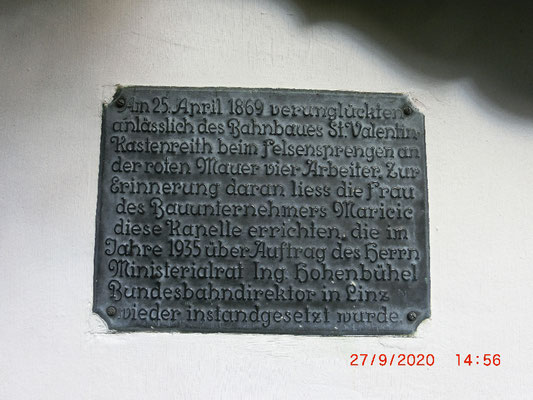 Am 25. April 1869 verunglückten
anlässlich des Bahnbaues St. Valentin-
Kastenreith beim Felsensprengen an
der roten Mauer vier Arbeiter. Zur
Erinnerung daran liess die Frau
des Bauunternehmers Maricic
diese Kapelle errichten, die im
Jahre 1935 über Auftrag des Herrn
Ministerialrat Ing. Hohenbühel
Bundesbahndirektor in Linz
wieder instandgesetzt wurde.
27/9/2020 14:56